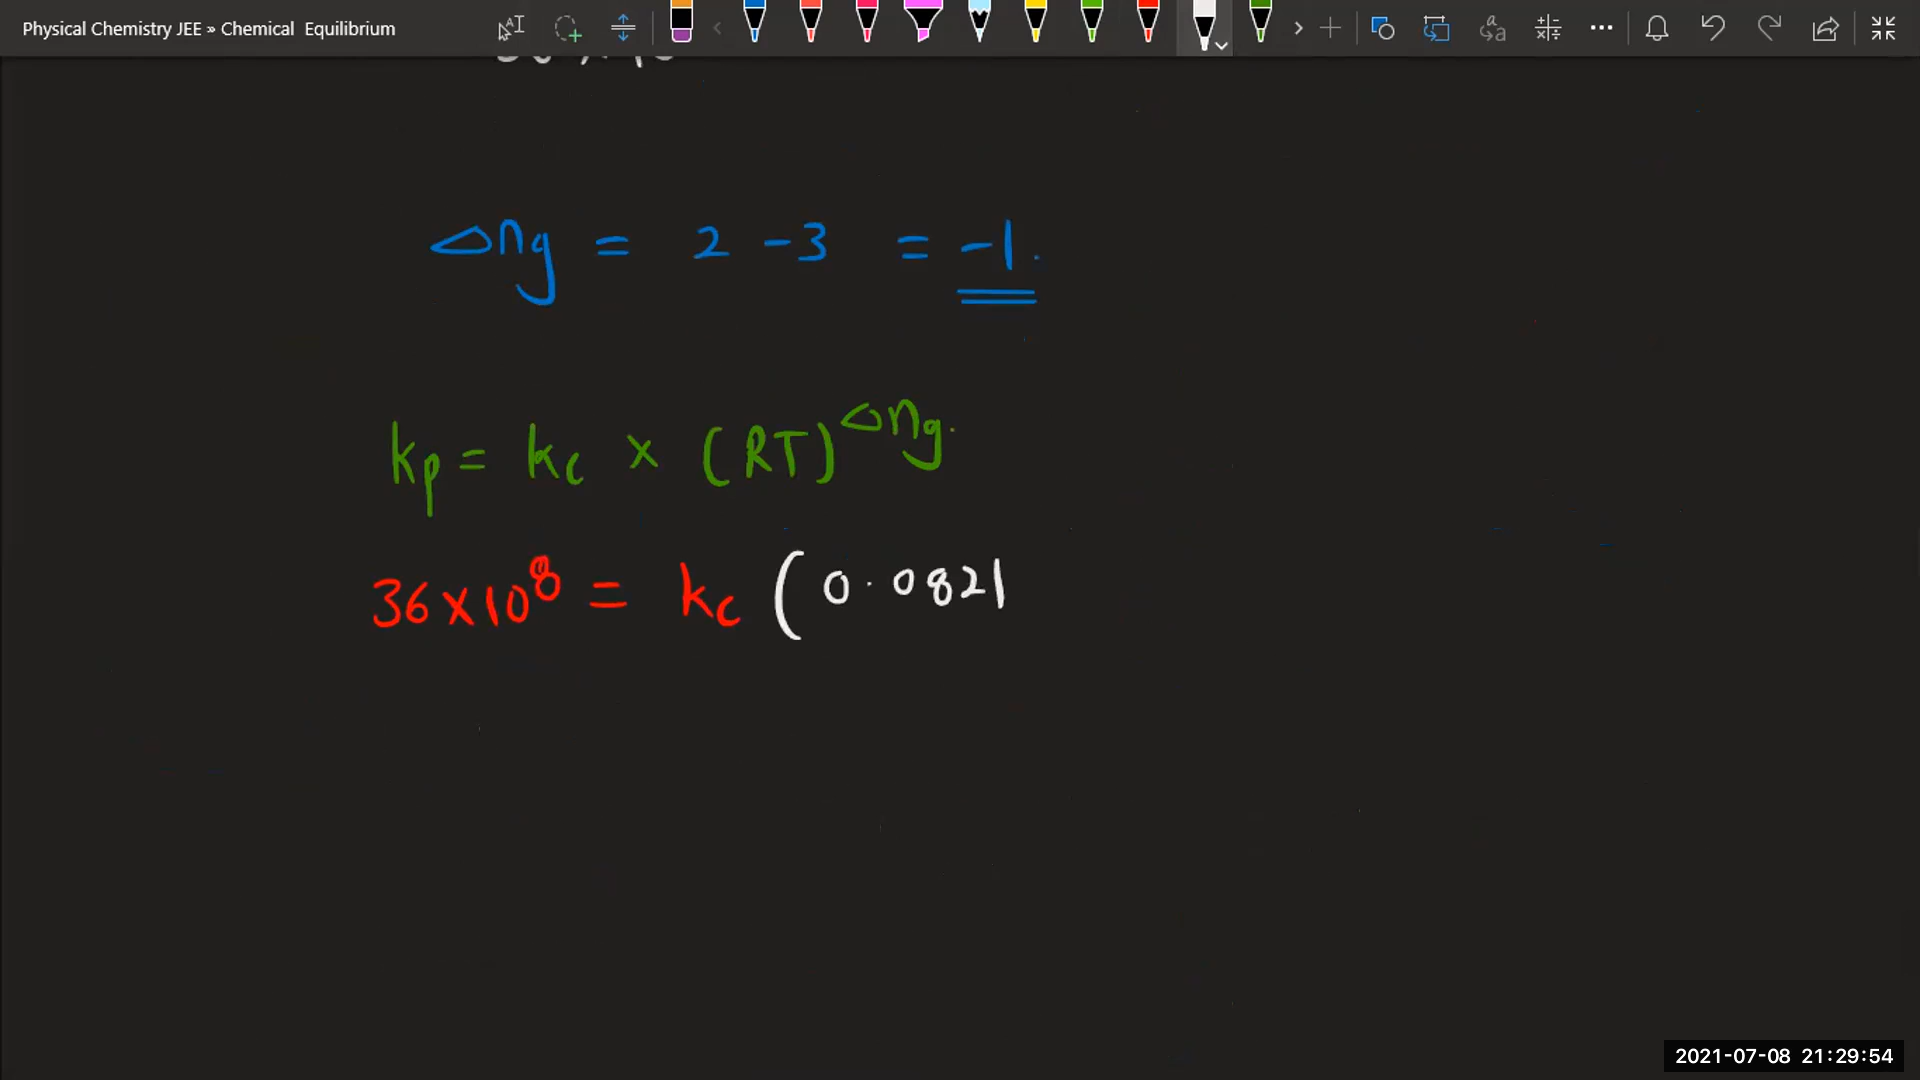 Physical Chemistry JEE » Chemical Equilibrium
Δng = 2 - 3 = -1.
kp = kc × (RT)^Δng.
36×10^8 = kc (0.0821
2021-07-08 21:29:54